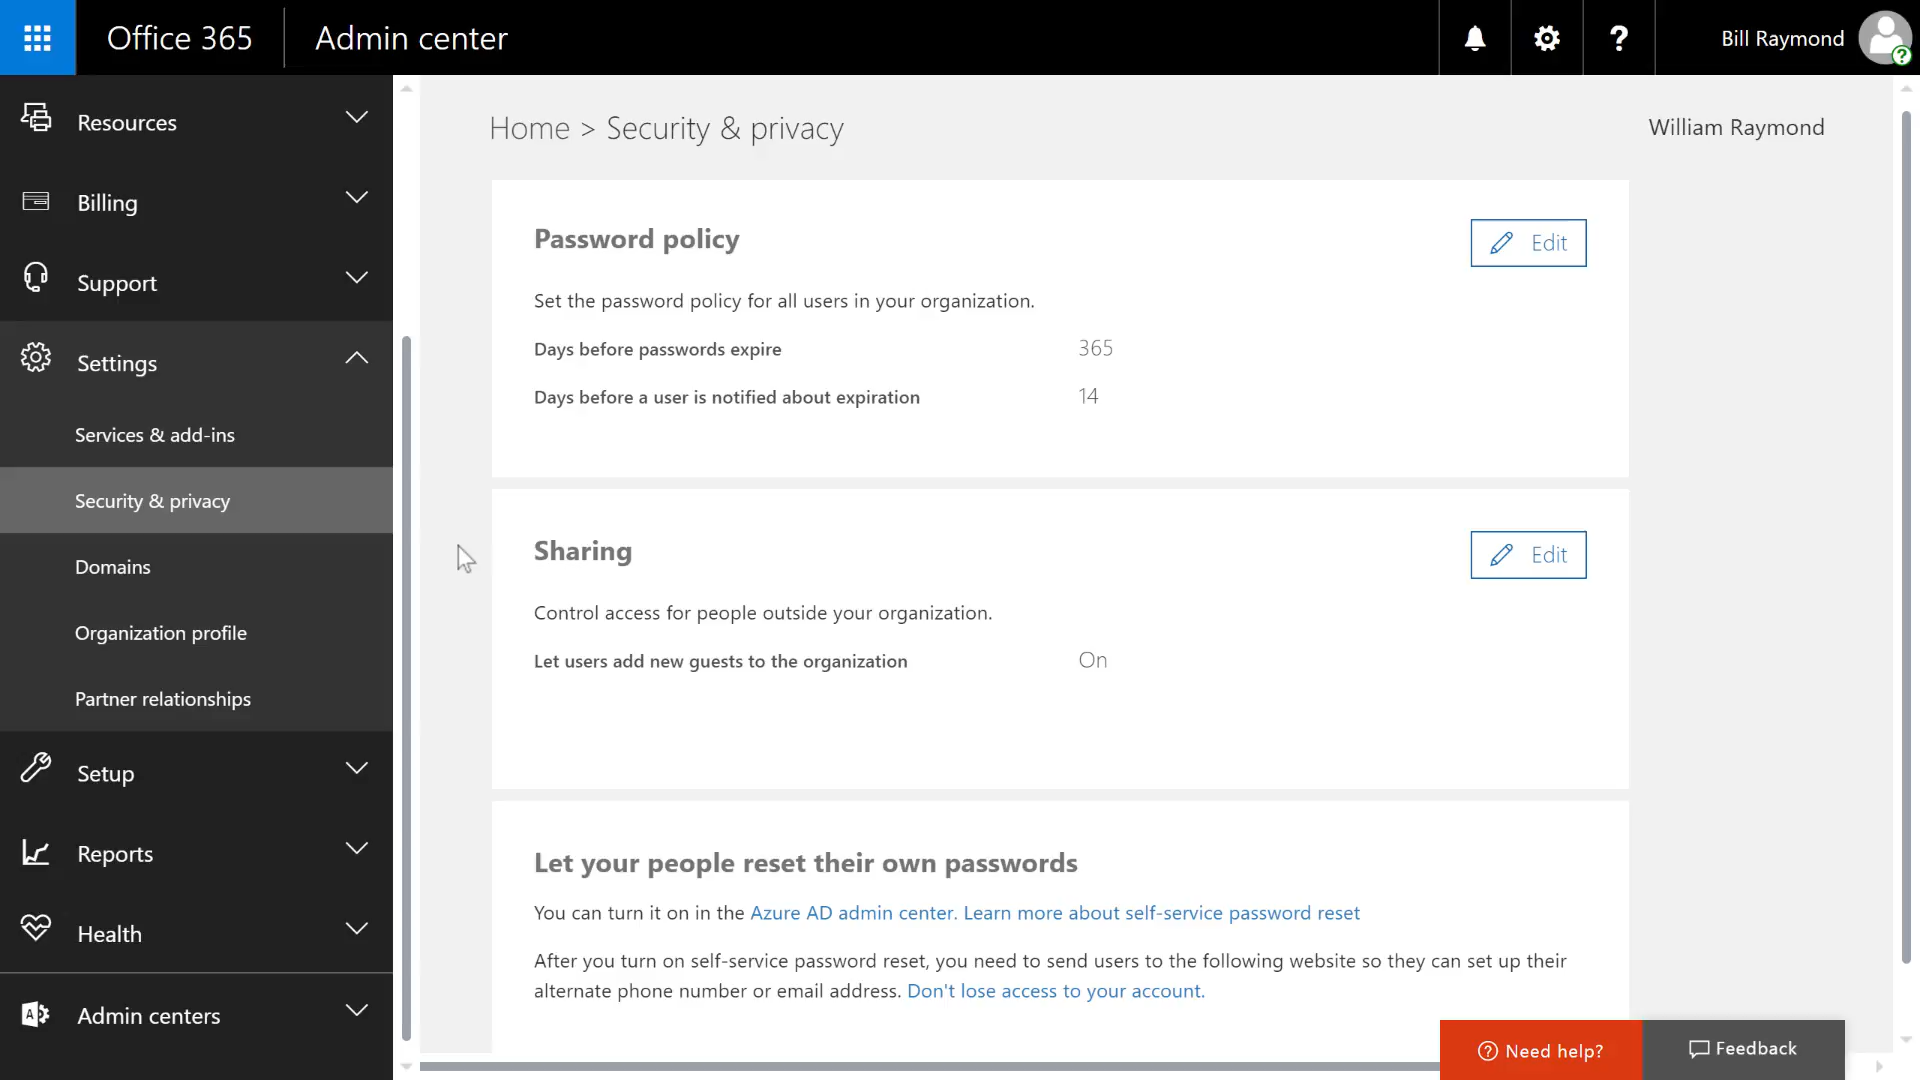 Office 365
Admin center
Bill Raymond
Resources
Billing
Support
Settings
Services & add-ins
Security & privacy
Domains
Organization profile
Partner relationships
Setup
Reports
Health
Admin centers
Home > Security & privacy
William Raymond
Password policy
Edit
Set the password policy for all users in your organization.
Days before passwords expire 365
Days before a user is notified about expiration 14
Sharing
Edit
Control access for people outside your organization.
Let users add new guests to the organization On
Let your people reset their own passwords
You can turn it on in the Azure AD admin center. Learn more about self-service password reset
After you turn on self-service password reset, you need to send users to the following website so they can set up their
alternate phone number or email address. Don't lose access to your account.
Need help?
Feedback